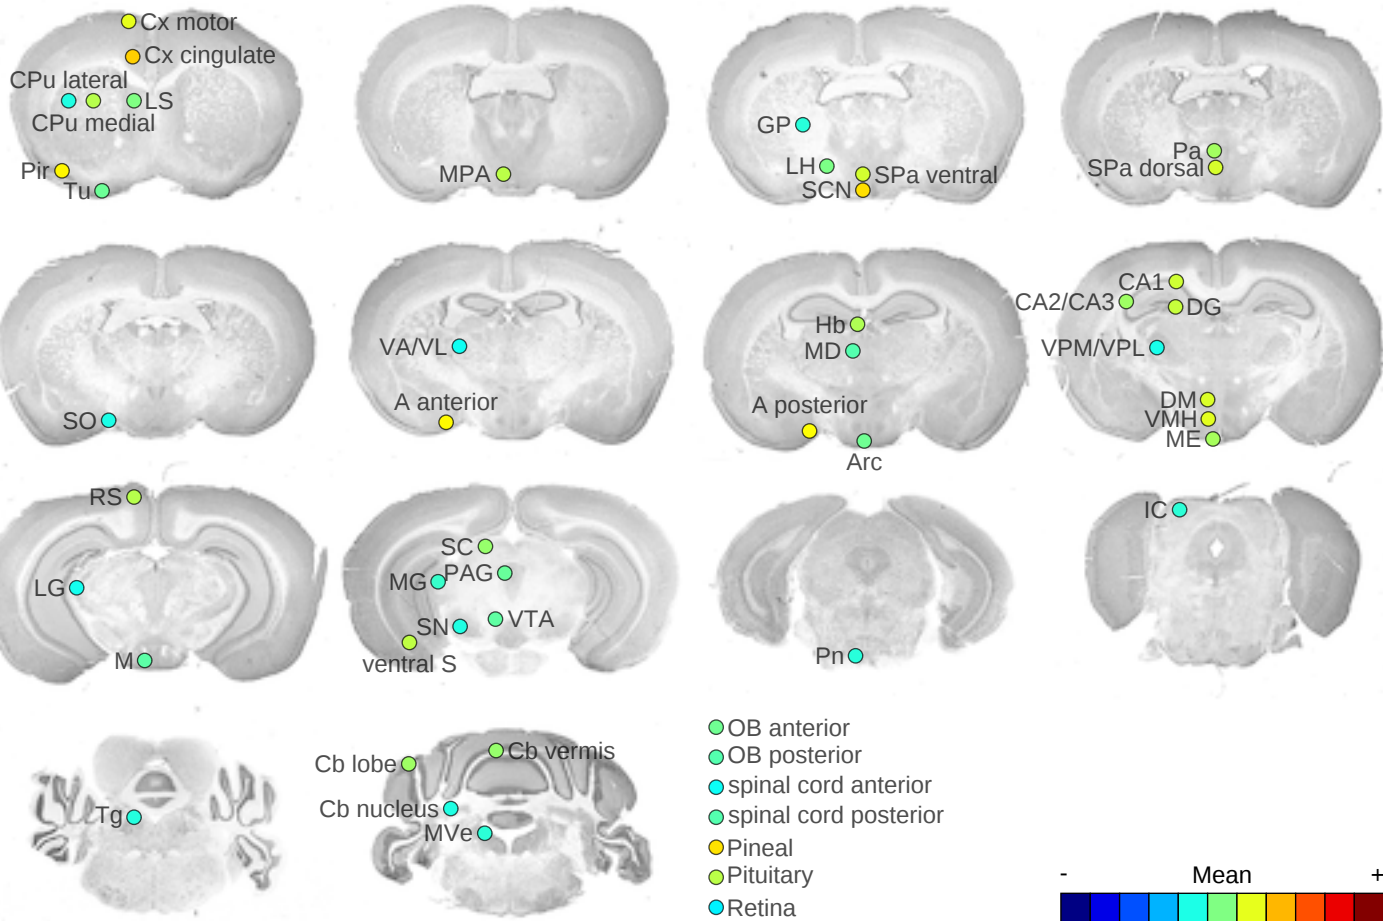 Cx motor
Cx cingulate
CPu lateral
LS
CPu medial
Pir
Tu
MPA
GP
LH
SPa ventral
SCN
Pa
SPa dorsal
SO
VA/VL
A anterior
Hb
MD
A posterior
Arc
CA1
CA2/CA3
DG
VPM/VPL
DM
VMH
ME
RS
LG
M
SC
PAG
MG
VTA
SN
ventral S
Pn
IC
Tg
Cb vermis
Cb lobe
Cb nucleus
MVe
OB anterior
OB posterior
spinal cord anterior
spinal cord posterior
Pineal
Pituitary
Retina
- Mean +